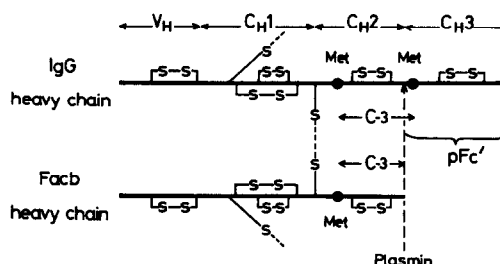 VH CH1 CH2 CH3
S
IgG Met Met
S—S S—S S—S S—S
heavy chain S—S
S C-3
pFc′
S C-3
Facb S—S
heavy chain S—S S—S S—S
Met
S
Plasmin